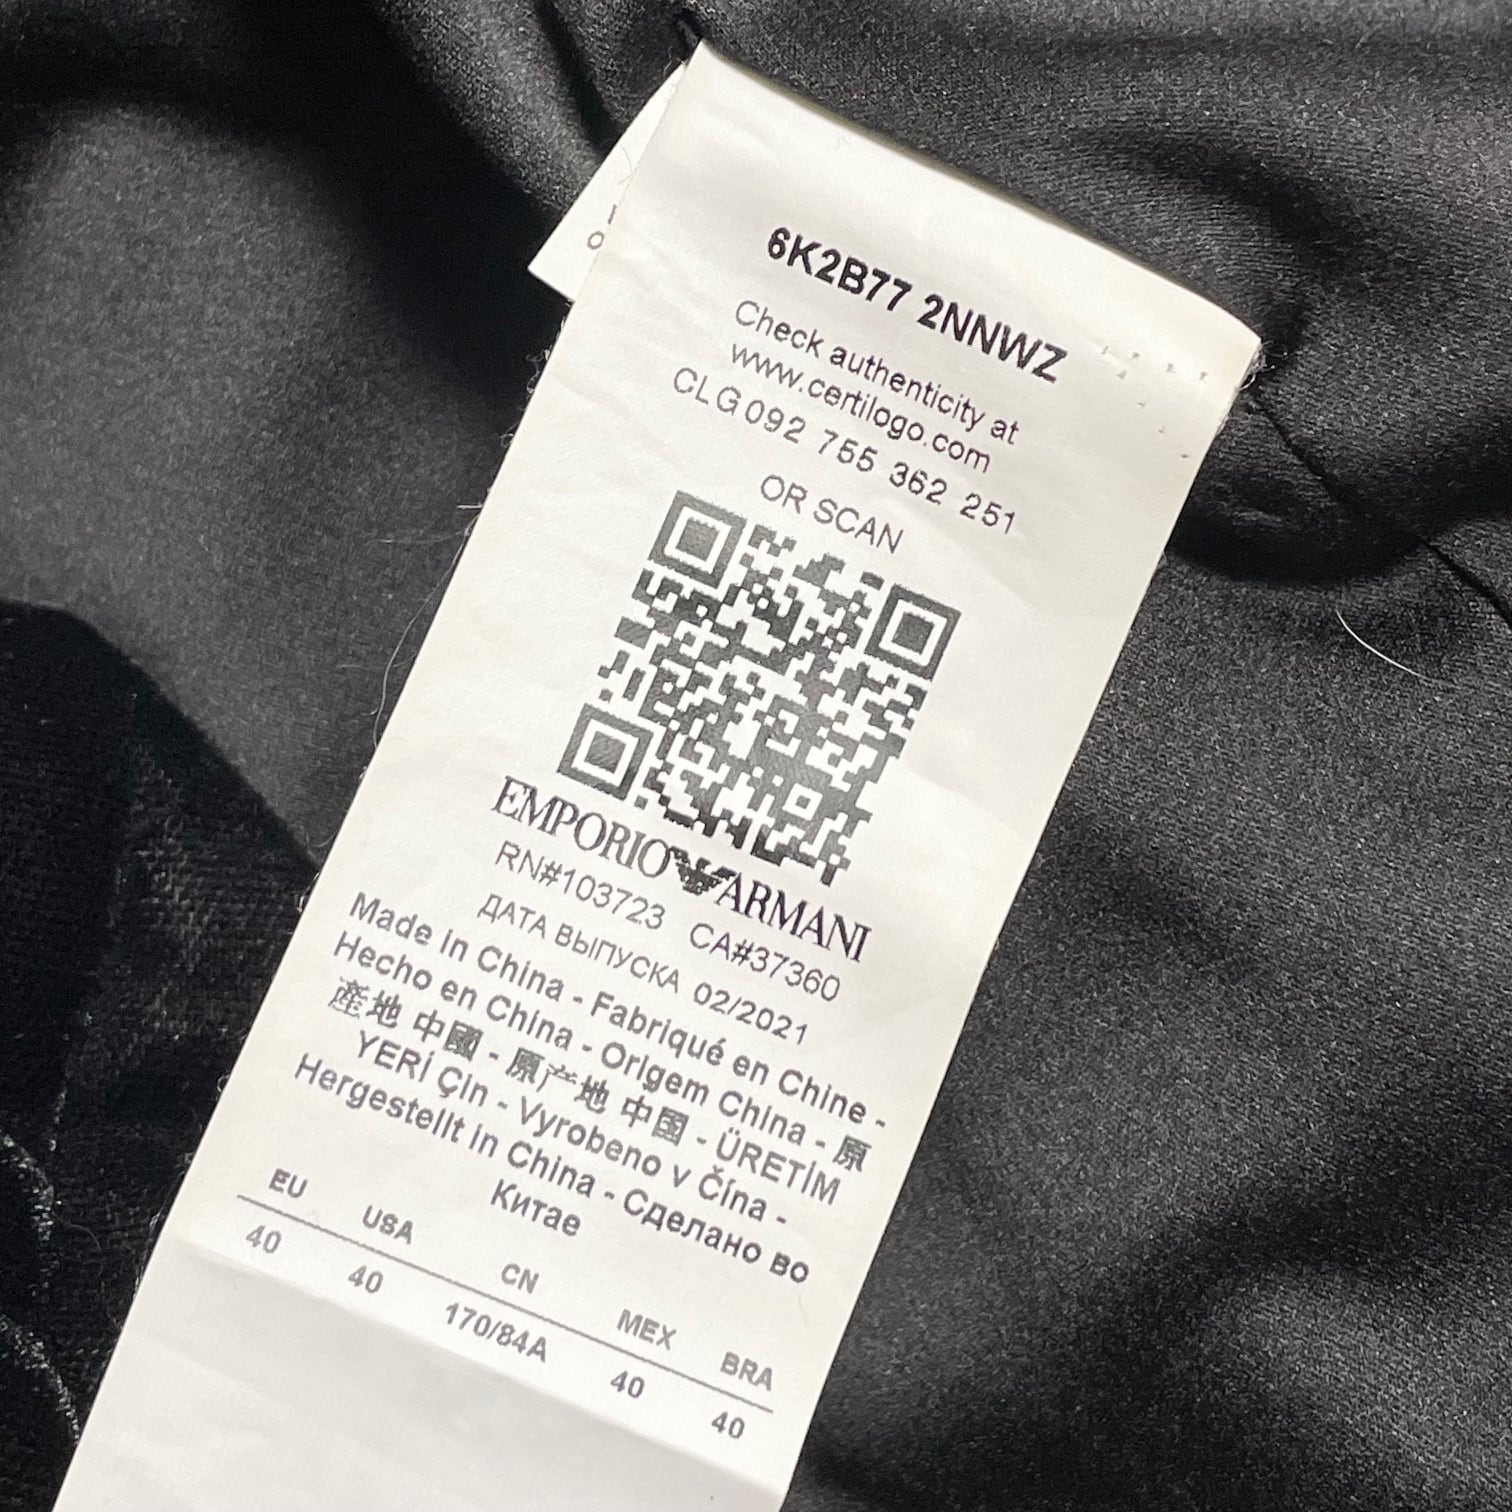 6K2B77 2NNWZ
Check authenticity at
www.certilogo.com
CLG092 755 362 251
OR SCAN
EMPORIO ARMANI
RN#103723 CA#37360
ДАТА ВЫПУСКА 02/2021
Made in China - Fabriqué en Chine -
Hecho en China - Origem China - 原
產地 中國 - 原产地 中国 - ÜRETİM
YERİ Çin - Vyrobeno v Čína -
Hergestellt in China - Сделано во
Китае
EU USA CN MEX BRA
40 40 170/84A 40 40